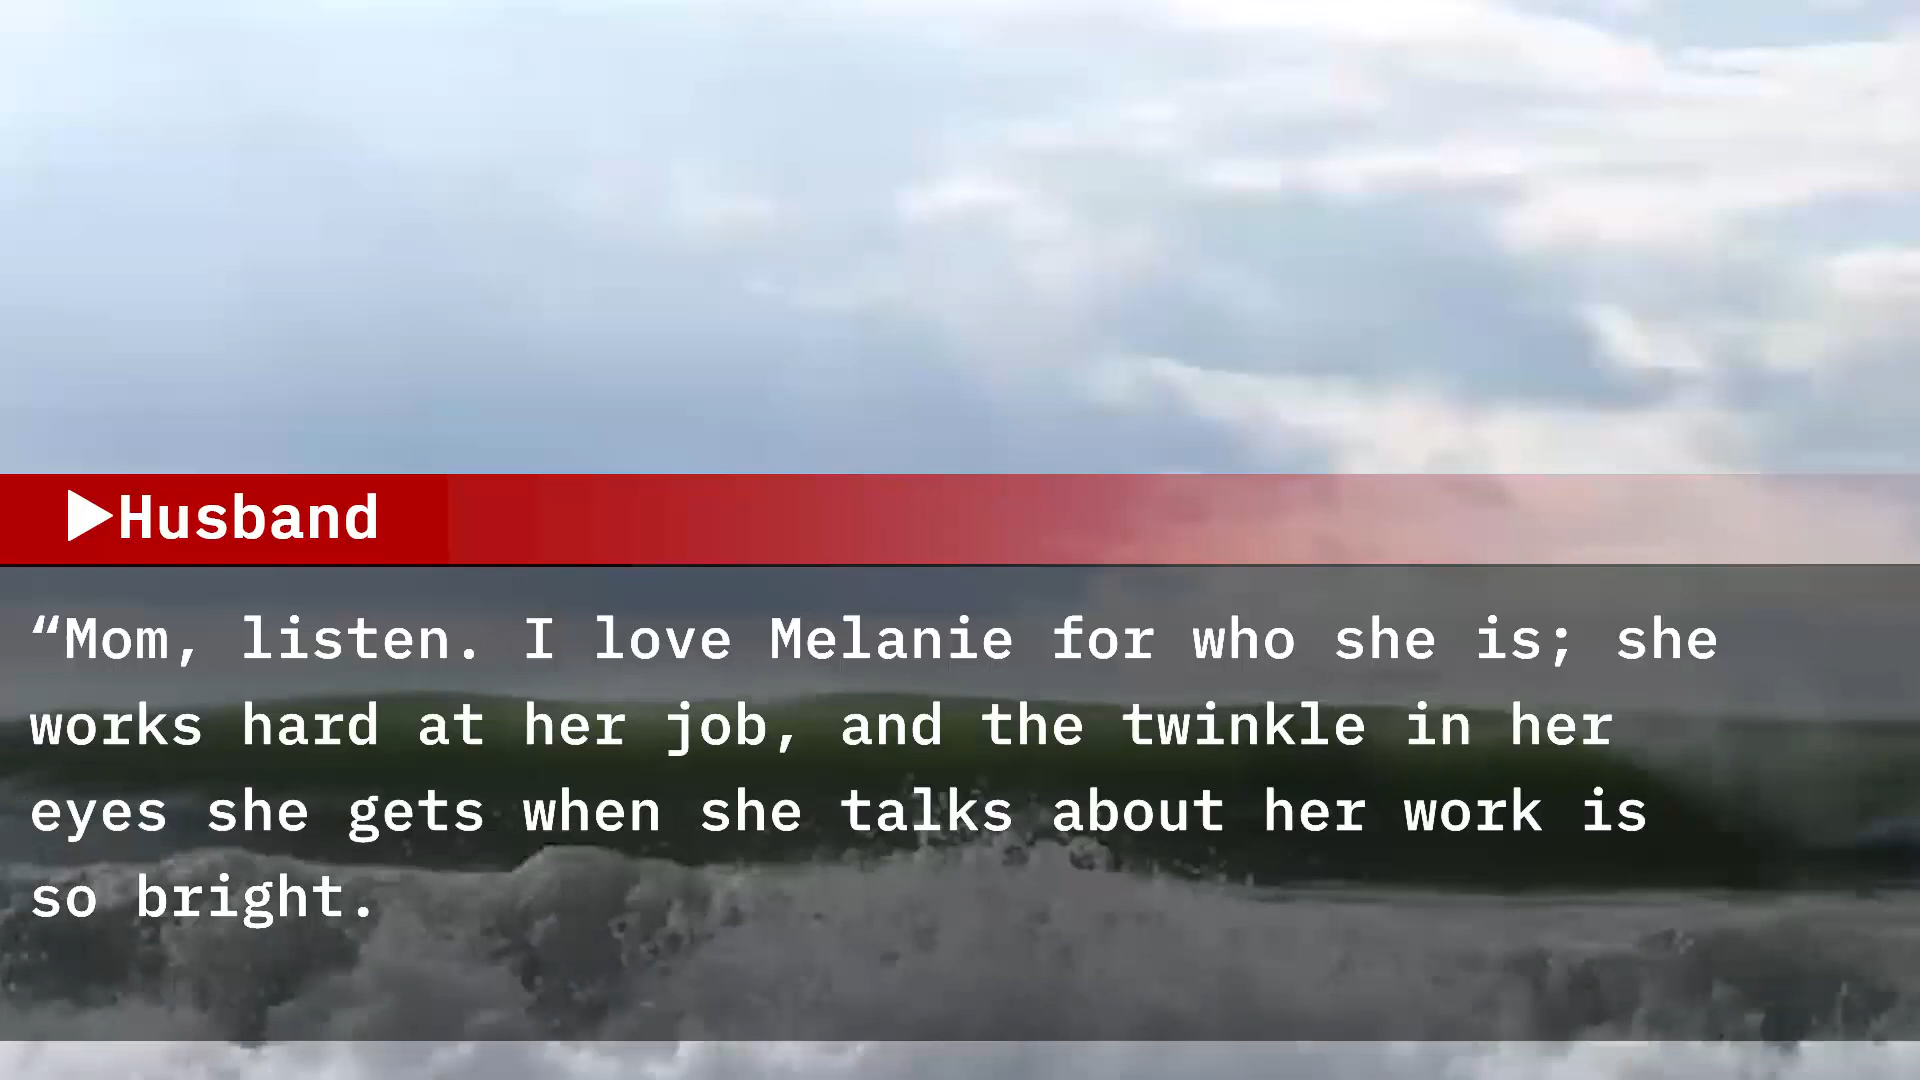 ▶Husband
“Mom, listen. I love Melanie for who she is; she
works hard at her job, and the twinkle in her
eyes she gets when she talks about her work is
so bright.